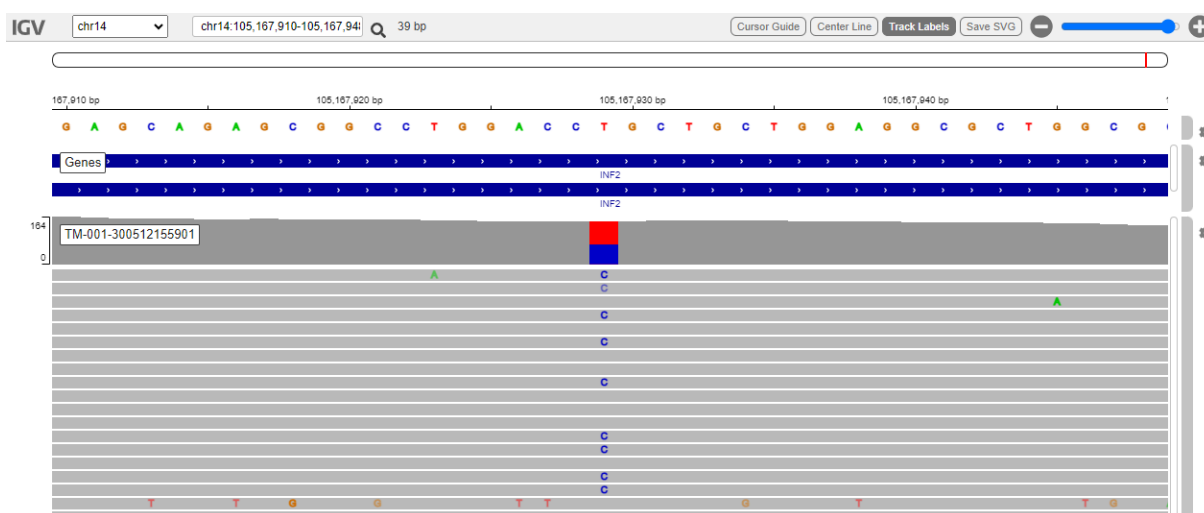 IGV chr14 chr14:105,167,910-105,167,94 39 bp Cursor Guide Center Line Track Labels Save SVG
167,910 bp 105,167,920 bp 105,167,930 bp 105,167,940 bp 1
G A G C A G A G C G G C C T G G A C C T G C T G C T G G A G G C G C T G G C G
Genes
INF2
INF2
164
TM-001-300512155901
0
A C
C
A
C
C
C
C
C
C
C
T T G G T T G T T G